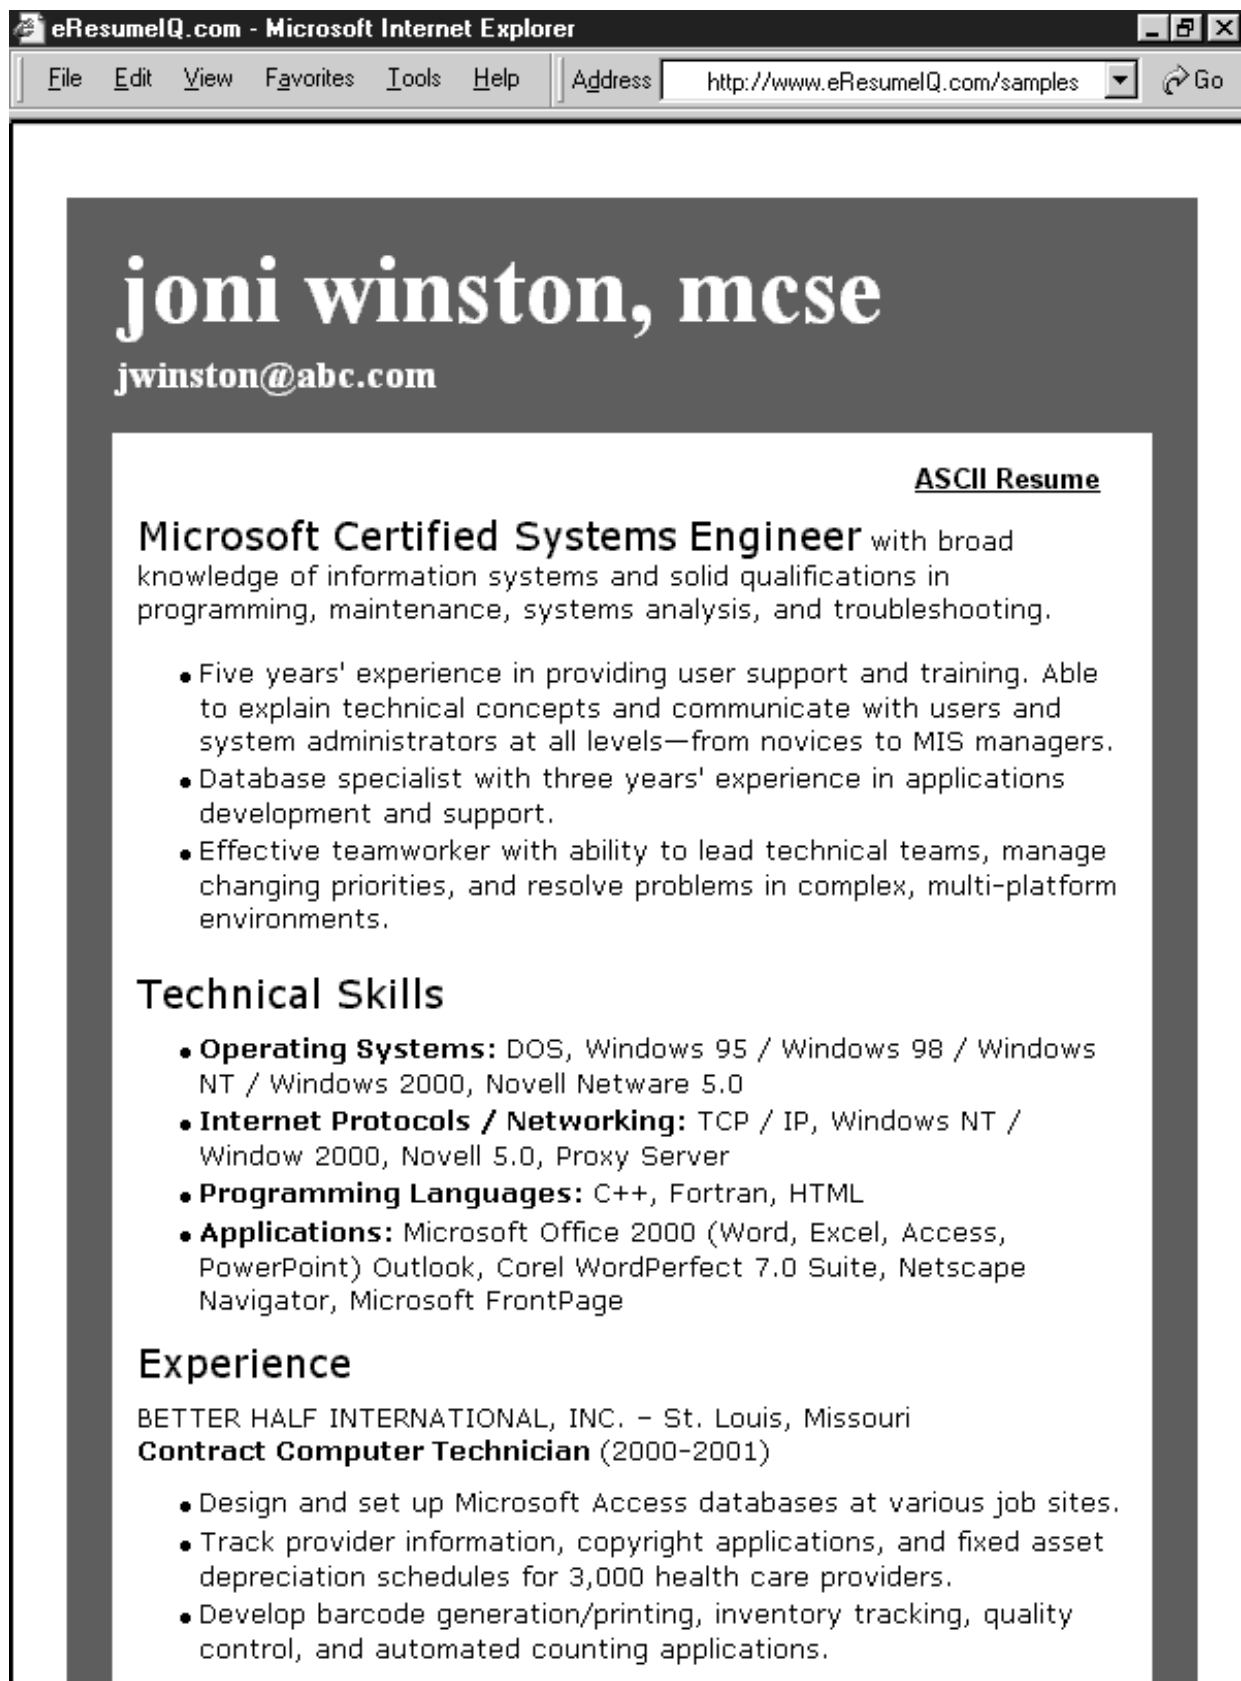 eResumeIQ.com - Microsoft Internet Explorer
File Edit View Favorites Tools Help Address http://www.eResumeIQ.com/samples Go
joni winston, mcse
jwinston@abc.com
ASCII Resume
Microsoft Certified Systems Engineer with broad
knowledge of information systems and solid qualifications in
programming, maintenance, systems analysis, and troubleshooting.
• Five years' experience in providing user support and training. Able
to explain technical concepts and communicate with users and
system administrators at all levels—from novices to MIS managers.
• Database specialist with three years' experience in applications
development and support.
• Effective teamworker with ability to lead technical teams, manage
changing priorities, and resolve problems in complex, multi-platform
environments.
Technical Skills
• Operating Systems: DOS, Windows 95 / Windows 98 / Windows
NT / Windows 2000, Novell Netware 5.0
• Internet Protocols / Networking: TCP / IP, Windows NT /
Window 2000, Novell 5.0, Proxy Server
• Programming Languages: C++, Fortran, HTML
• Applications: Microsoft Office 2000 (Word, Excel, Access,
PowerPoint) Outlook, Corel WordPerfect 7.0 Suite, Netscape
Navigator, Microsoft FrontPage
Experience
BETTER HALF INTERNATIONAL, INC. – St. Louis, Missouri
Contract Computer Technician (2000-2001)
• Design and set up Microsoft Access databases at various job sites.
• Track provider information, copyright applications, and fixed asset
depreciation schedules for 3,000 health care providers.
• Develop barcode generation/printing, inventory tracking, quality
control, and automated counting applications.